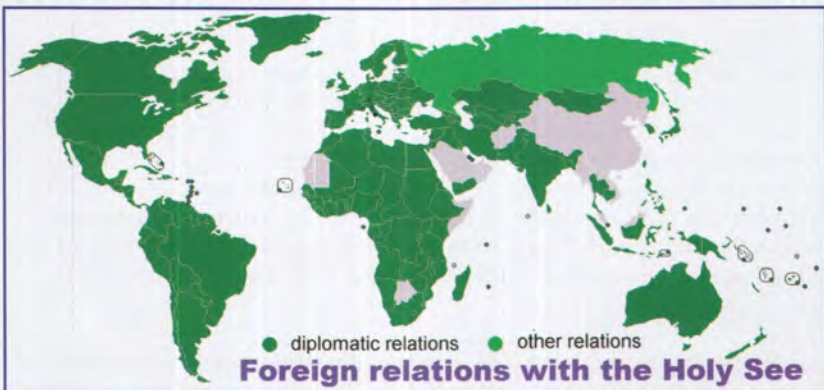 diplomatic relations other relations
Foreign relations with the Holy See